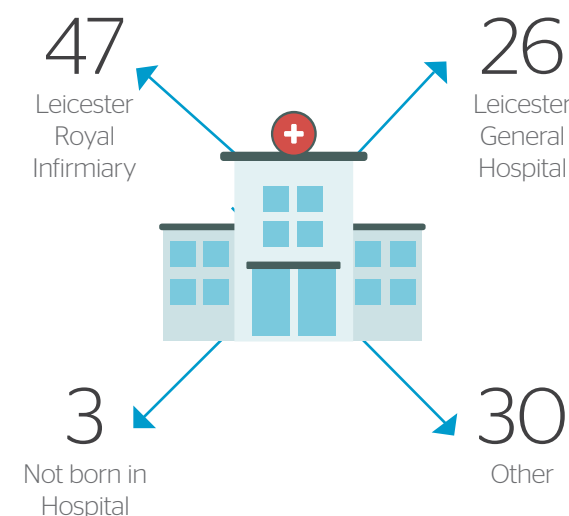 47
Leicester
Royal
Infirmiary
26
Leicester
General
Hospital
3
Not born in
Hospital
30
Other